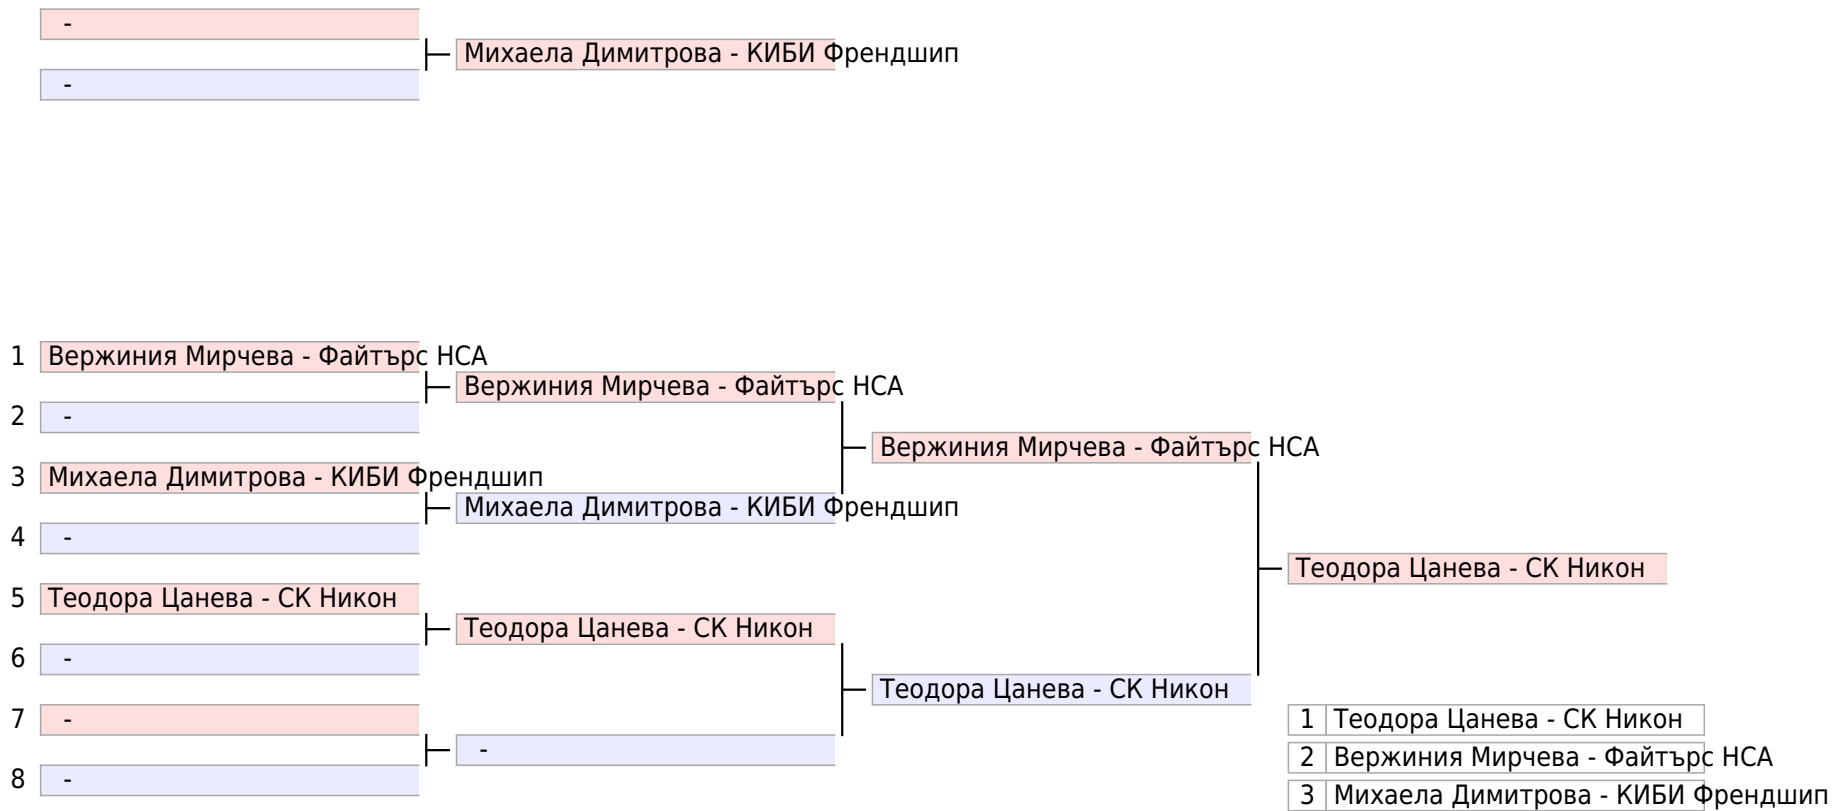 -
Михаела Димитрова - КИБИ Френдшип
-
1 Вержиния Мирчева - Файтърс НСА
Вержиния Мирчева - Файтърс НСА
2 -
Вержиния Мирчева - Файтърс НСА
3 Михаела Димитрова - КИБИ Френдшип
Михаела Димитрова - КИБИ Френдшип
4 -
Теодора Цанева - СК Никон
5 Теодора Цанева - СК Никон
Теодора Цанева - СК Никон
6 -
Теодора Цанева - СК Никон
7 -
-
8 -
1 Теодора Цанева - СК Никон
2 Вержиния Мирчева - Файтърс НСА
3 Михаела Димитрова - КИБИ Френдшип